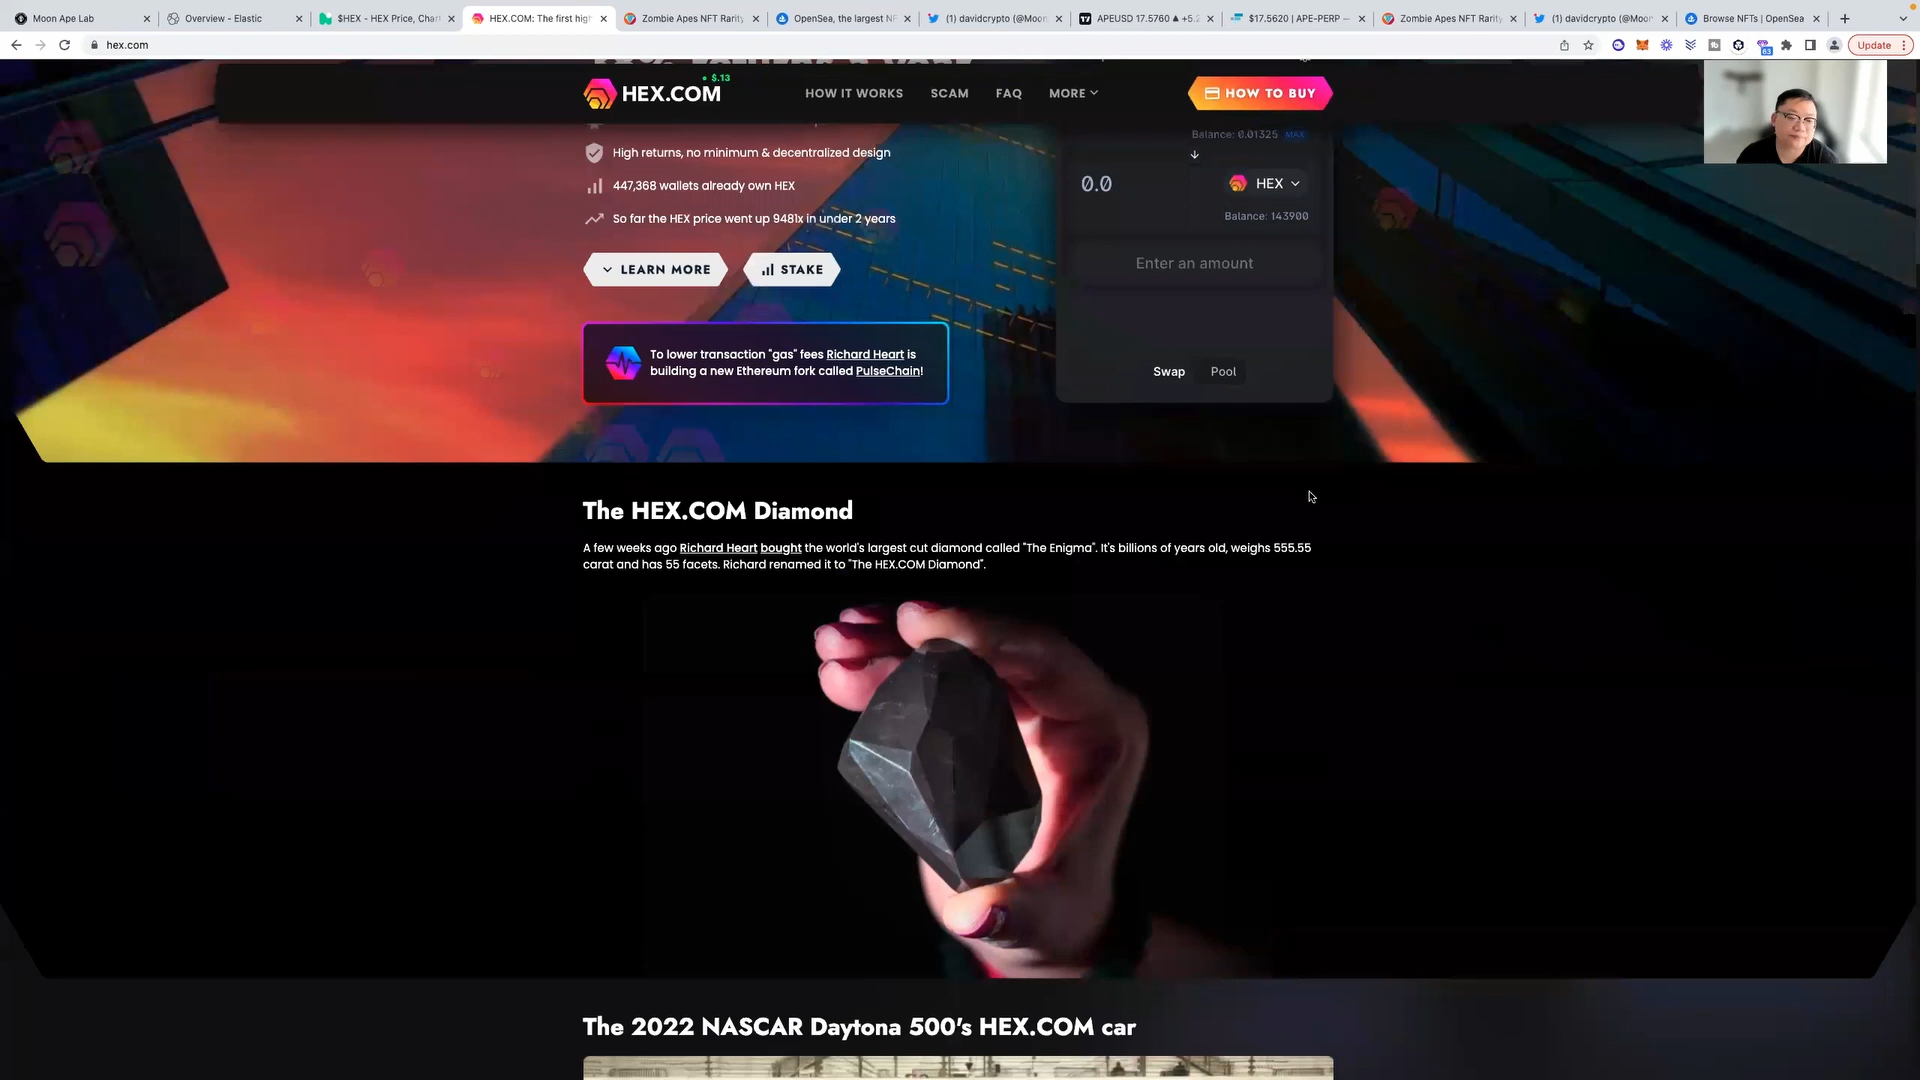 Moon Ape Lab
Overview - Elastic
$HEX - HEX Price, Char
HEX.COM: The first hig
Zombie Apes NFT Rarity
OpenSea, the largest NF
(1) davidcrypto (@Moon
APEUSD 17.5760 ▲ +5.2
$17.5620 | APE-PERP —
Zombie Apes NFT Rarity
(1) davidcrypto (@Moon
Browse NFTs | OpenSea
hex.com
63
Update
$.13
HEX.COM
HOW IT WORKS
SCAM
FAQ
MORE
HOW TO BUY
Balance: 0.01325 MAX
High returns, no minimum & decentralized design
447,368 wallets already own HEX
So far the HEX price went up 9481x in under 2 years
0.0
HEX
Balance: 143900
Enter an amount
LEARN MORE
STAKE
To lower transaction "gas" fees Richard Heart is
building a new Ethereum fork called PulseChain!
Swap
Pool
The HEX.COM Diamond
A few weeks ago Richard Heart bought the world's largest cut diamond called "The Enigma". It's billions of years old, weighs 555.55
carat and has 55 facets. Richard renamed it to "The HEX.COM Diamond".
The 2022 NASCAR Daytona 500's HEX.COM car